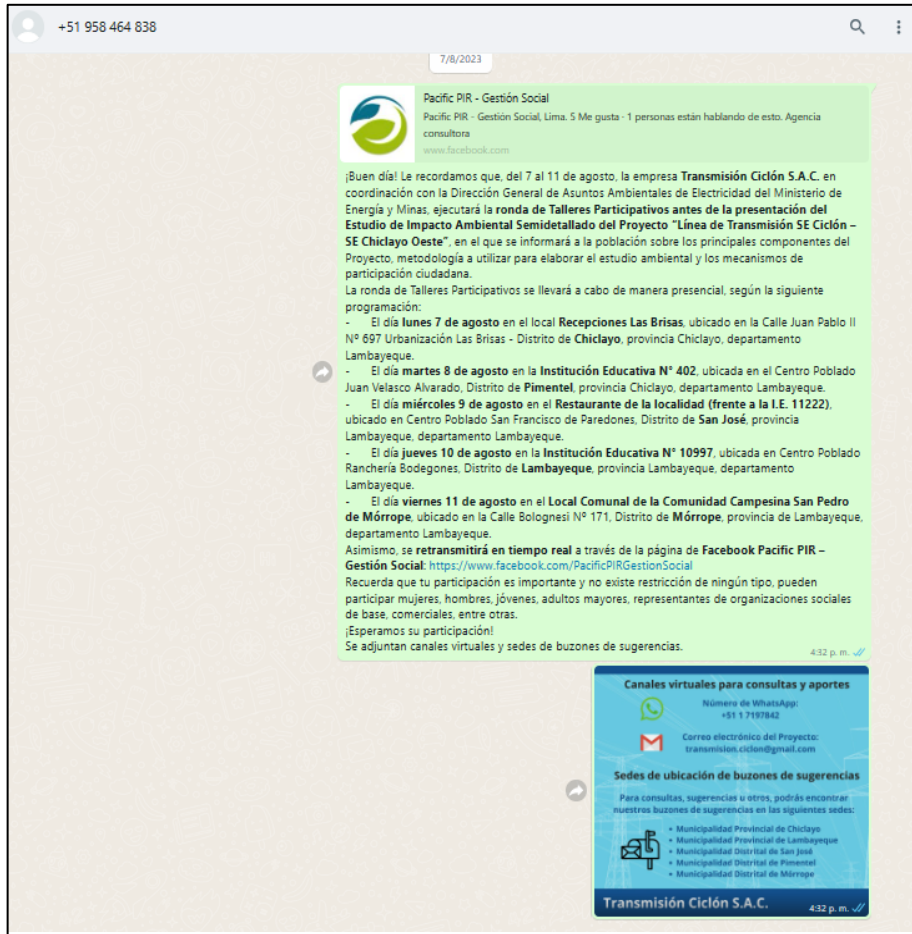 +51 958 464 838
7/8/2023
Pacific PIR - Gestión Social
Pacific PIR - Gestión Social, Lima. 5 Me gusta · 1 personas están hablando de esto. Agencia
consultora
www.facebook.com
¡Buen día! Le recordamos que, del 7 al 11 de agosto, la empresa Transmisión Ciclón S.A.C. en
coordinación con la Dirección General de Asuntos Ambientales de Electricidad del Ministerio de
Energía y Minas, ejecutará la ronda de Talleres Participativos antes de la presentación del
Estudio de Impacto Ambiental Semidetallado del Proyecto "Línea de Transmisión SE Ciclón –
SE Chiclayo Oeste", en el que se informará a la población sobre los principales componentes del
Proyecto, metodología a utilizar para elaborar el estudio ambiental y los mecanismos de
participación ciudadana.
La ronda de Talleres Participativos se llevará a cabo de manera presencial, según la siguiente
programación:
- El día lunes 7 de agosto en el local Recepciones Las Brisas, ubicado en la Calle Juan Pablo II
Nº 697 Urbanización Las Brisas - Distrito de Chiclayo, provincia Chiclayo, departamento
Lambayeque.
- El día martes 8 de agosto en la Institución Educativa N° 402, ubicada en el Centro Poblado
Juan Velasco Alvarado, Distrito de Pimentel, provincia Chiclayo, departamento Lambayeque.
- El día miércoles 9 de agosto en el Restaurante de la localidad (frente a la I.E. 11222),
ubicado en Centro Poblado San Francisco de Paredones, Distrito de San José, provincia
Lambayeque, departamento Lambayeque.
- El día jueves 10 de agosto en la Institución Educativa N° 10997, ubicada en Centro Poblado
Ranchería Bodegones, Distrito de Lambayeque, provincia Lambayeque, departamento
Lambayeque.
- El día viernes 11 de agosto en el Local Comunal de la Comunidad Campesina San Pedro
de Mórrope, ubicado en la Calle Bolognesi Nº 171, Distrito de Mórrope, provincia de Lambayeque,
departamento Lambayeque.
Asimismo, se retransmitirá en tiempo real a través de la página de Facebook Pacific PIR –
Gestión Social: https://www.facebook.com/PacificPIRGestionSocial
Recuerda que tu participación es importante y no existe restricción de ningún tipo, pueden
participar mujeres, hombres, jóvenes, adultos mayores, representantes de organizaciones sociales
de base, comerciales, entre otras.
¡Esperamos su participación!
Se adjuntan canales virtuales y sedes de buzones de sugerencias.
4:32 p. m.
Canales virtuales para consultas y aportes
Número de WhatsApp:
+51 1 7197842
Correo electrónico del Proyecto:
transmision.ciclon@gmail.com
Sedes de ubicación de buzones de sugerencias
Para consultas, sugerencias u otros, podrás encontrar
nuestros buzones de sugerencias en las siguientes sedes:
• Municipalidad Provincial de Chiclayo
• Municipalidad Provincial de Lambayeque
• Municipalidad Distrital de San José
• Municipalidad Distrital de Pimentel
• Municipalidad Distrital de Mórrope
Transmisión Ciclón S.A.C.
4:32 p. m.